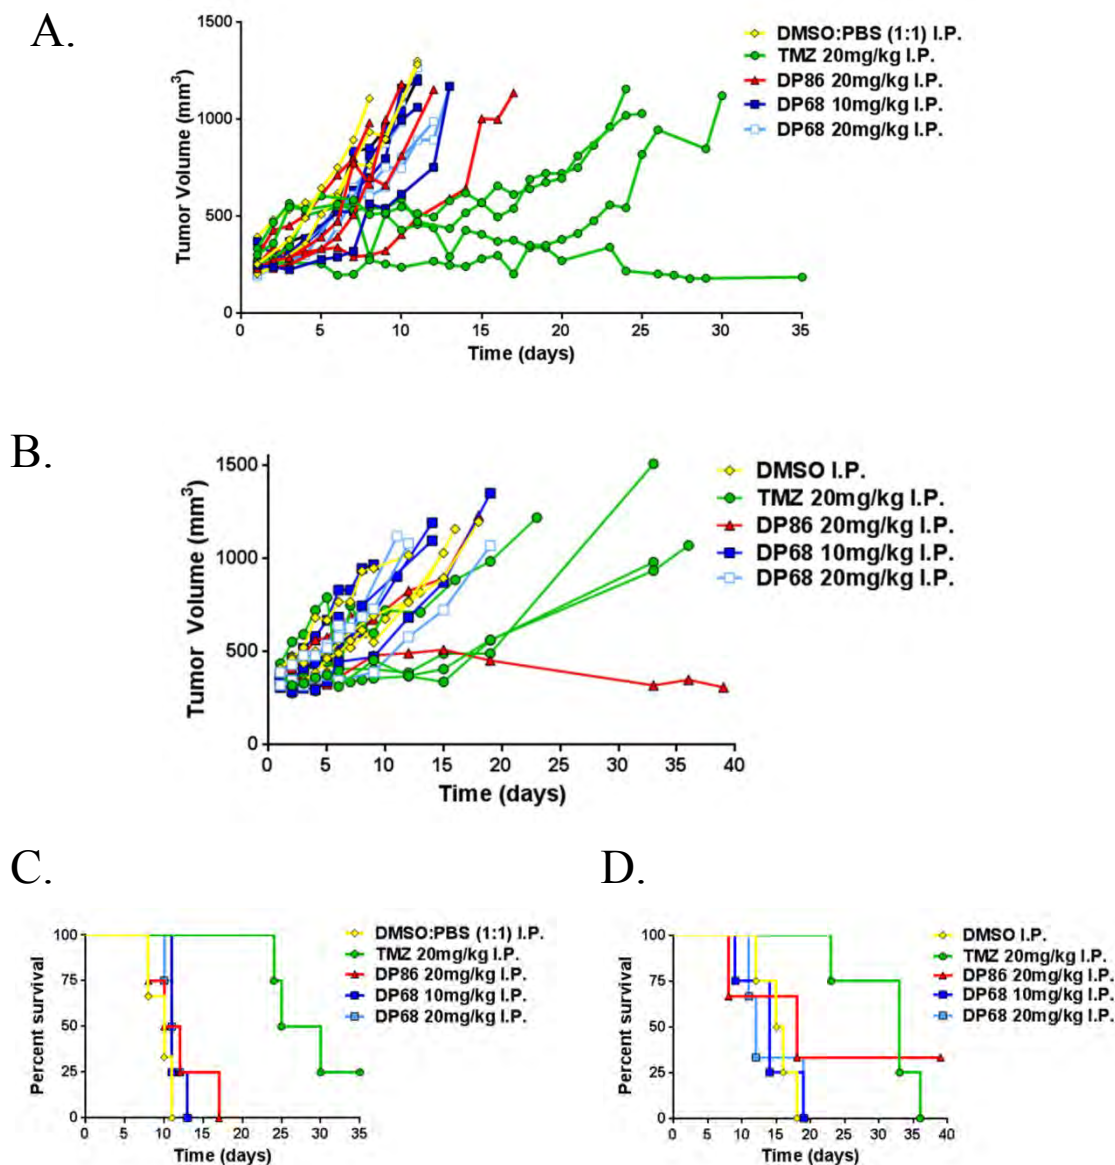 A.
Tumor Volume (mm³)
1500
1000
500
0
0 5 10 15 20 25 30 35
Time (days)
DMSO:PBS (1:1) I.P.
TMZ 20mg/kg I.P.
DP86 20mg/kg I.P.
DP68 10mg/kg I.P.
DP68 20mg/kg I.P.
B.
Tumor Volume (mm³)
1500
1000
500
0
0 5 10 15 20 25 30 35 40
Time (days)
DMSO I.P.
TMZ 20mg/kg I.P.
DP86 20mg/kg I.P.
DP68 10mg/kg I.P.
DP68 20mg/kg I.P.
C.
Percent survival
100
75
50
25
0
0 5 10 15 20 25 30 35
Time (days)
DMSO:PBS (1:1) I.P.
TMZ 20mg/kg I.P.
DP86 20mg/kg I.P.
DP68 10mg/kg I.P.
DP68 20mg/kg I.P.
D.
Percent survival
100
75
50
25
0
0 5 10 15 20 25 30 35 40
Time (days)
DMSO I.P.
TMZ 20mg/kg I.P.
DP86 20mg/kg I.P.
DP68 10mg/kg I.P.
DP68 20mg/kg I.P.